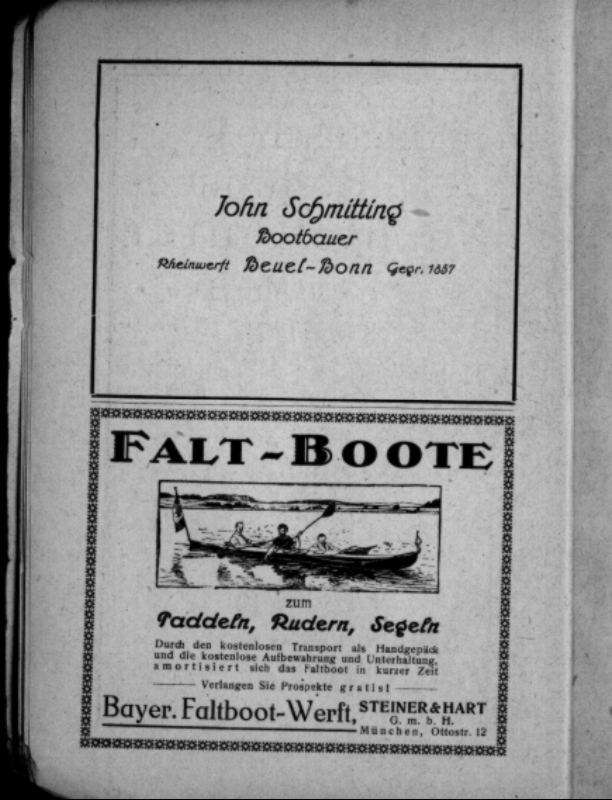 John Schmitting
Bootbauer
Rheinwerft Beuel-Bonn Gegr. 1857
FALT-BOOTE
zum
Paddeln, Rudern, Segeln
Durch den kostenlosen Transport als Handgepäck
und die kostenlose Aufbewahrung und Unterhaltung,
amortisiert sich das Faltboot in kurzer Zeit
Verlangen Sie Prospekte gratis!
Bayer. Faltboot-Werft, STEINER & HART
G. m. b. H.
München, Ottostr. 12